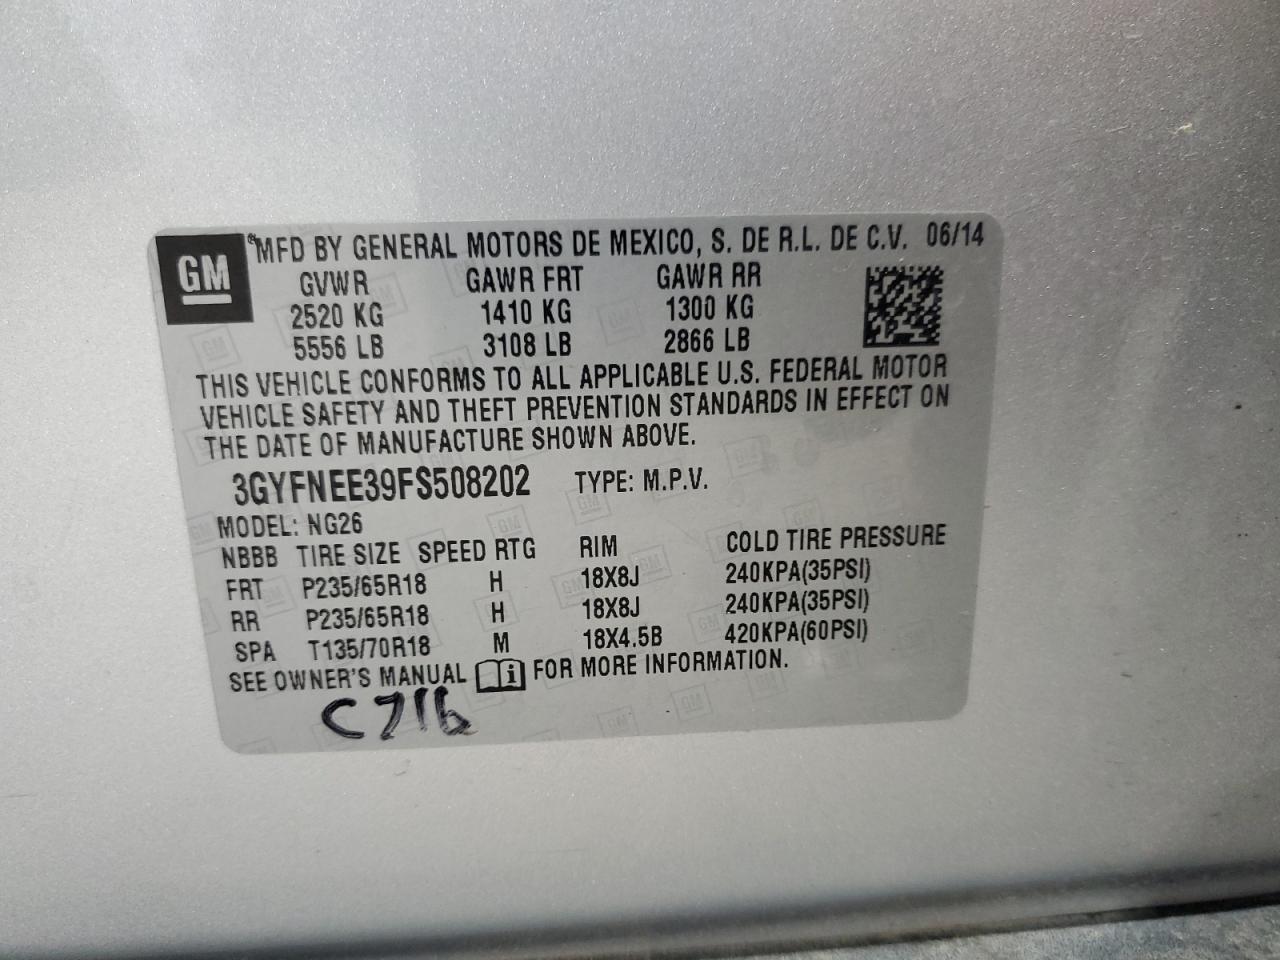 GM
MFD BY GENERAL MOTORS DE MEXICO, S. DE R.L. DE C.V. 06/14
GVWR GAWR FRT GAWR RR
2520 KG 1410 KG 1300 KG
5556 LB 3108 LB 2866 LB
THIS VEHICLE CONFORMS TO ALL APPLICABLE U.S. FEDERAL MOTOR
VEHICLE SAFETY AND THEFT PREVENTION STANDARDS IN EFFECT ON
THE DATE OF MANUFACTURE SHOWN ABOVE.
3GYFNEE39FS508202 TYPE: M.P.V.
MODEL: NG26
NBBB TIRE SIZE SPEED RTG RIM COLD TIRE PRESSURE
FRT P235/65R18 H 18X8J 240KPA(35PSI)
RR P235/65R18 H 18X8J 240KPA(35PSI)
SPA T135/70R18 M 18X4.5B 420KPA(60PSI)
SEE OWNER'S MANUAL i FOR MORE INFORMATION.
C716